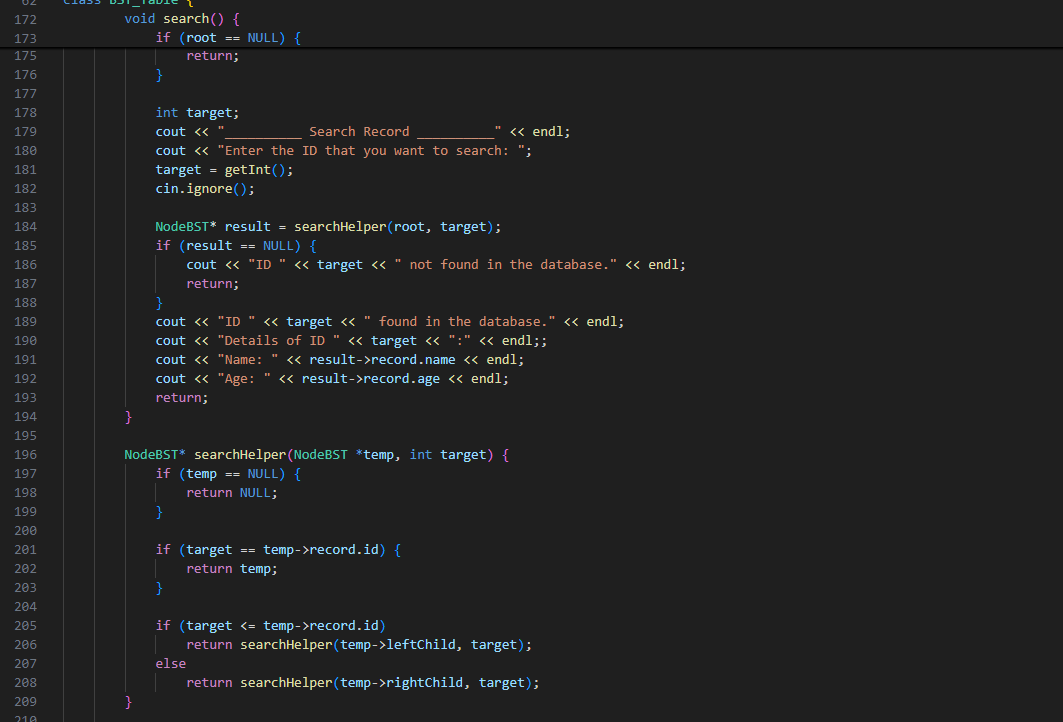 62 class BST_Table {
172 void search() {
173 if (root == NULL) {
175 return;
176 }
177
178 int target;
179 cout << "__________ Search Record __________" << endl;
180 cout << "Enter the ID that you want to search: ";
181 target = getInt();
182 cin.ignore();
183
184 NodeBST* result = searchHelper(root, target);
185 if (result == NULL) {
186 cout << "ID " << target << " not found in the database." << endl;
187 return;
188 }
189 cout << "ID " << target << " found in the database." << endl;
190 cout << "Details of ID " << target << ":" << endl;;
191 cout << "Name: " << result->record.name << endl;
192 cout << "Age: " << result->record.age << endl;
193 return;
194 }
195
196 NodeBST* searchHelper(NodeBST *temp, int target) {
197 if (temp == NULL) {
198 return NULL;
199 }
200
201 if (target == temp->record.id) {
202 return temp;
203 }
204
205 if (target <= temp->record.id)
206 return searchHelper(temp->leftChild, target);
207 else
208 return searchHelper(temp->rightChild, target);
209 }
210